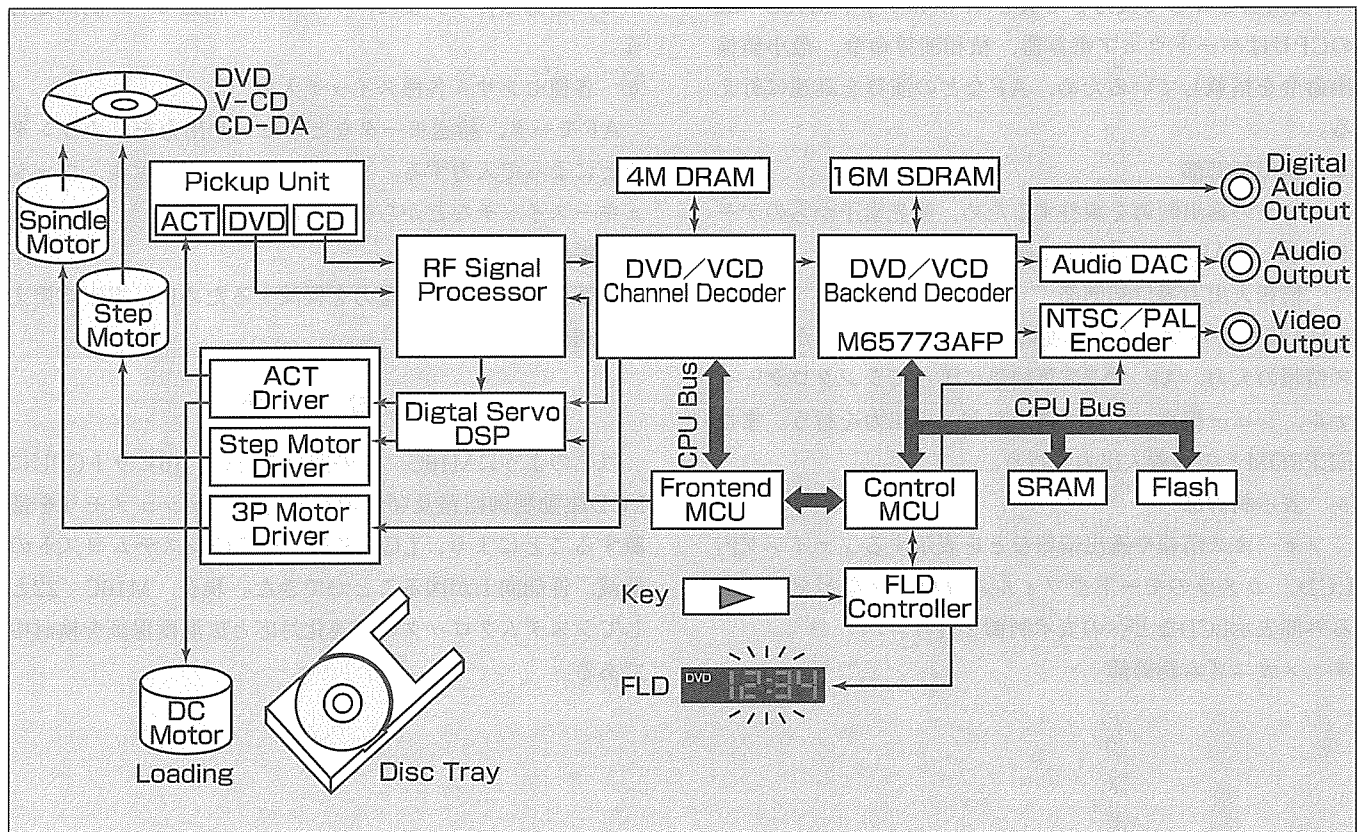 DVD
V-CD
CD-DA
Spindle
Motor
Step
Motor
Pickup Unit
ACT DVD CD
RF Signal
Processor
4M DRAM
16M SDRAM
DVD／VCD
Channel Decoder
DVD／VCD
Backend Decoder
M65773AFP
Digital
Audio
Output
Audio DAC
Audio
Output
NTSC／PAL
Encoder
Video
Output
ACT
Driver
Step Motor
Driver
3P Motor
Driver
Digtal Servo
DSP
CPU Bus
CPU Bus
Frontend
MCU
Control
MCU
SRAM
Flash
Key
FLD
Controller
FLD
DVD 12:34
DC
Motor
Loading
Disc Tray